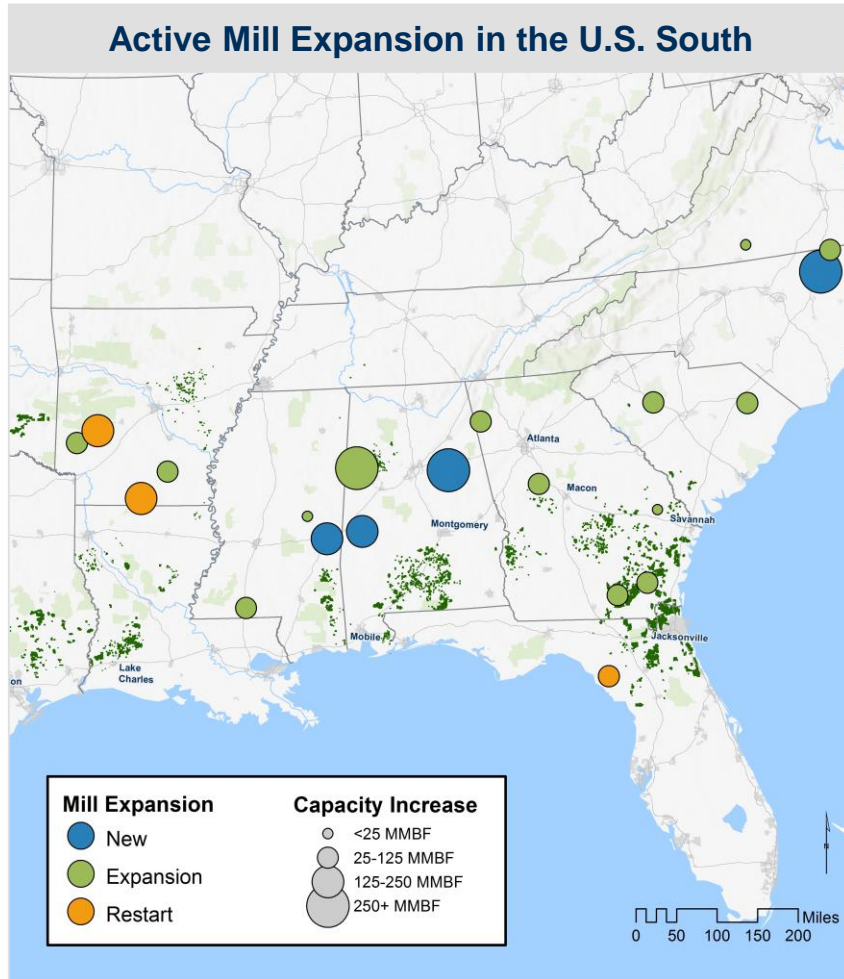 Active Mill Expansion in the U.S. South
Atlanta
Macon
Savannah
Montgomery
Mobile
Jacksonville
Lake
Charles
on
Mill Expansion
New
Expansion
Restart
Capacity Increase
<25 MMBF
25-125 MMBF
125-250 MMBF
250+ MMBF
N
Miles
0 50 100 150 200